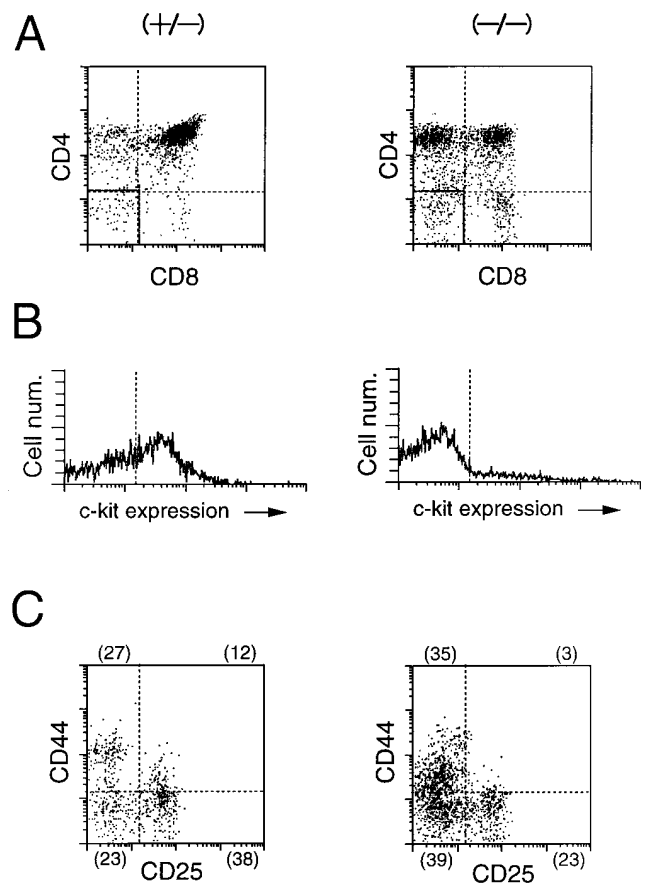 A (+/−) (−/−)
CD4 CD4
CD8 CD8
B
Cell num. Cell num.
c-kit expression c-kit expression
C
(27) (12) (35) (3)
CD44 CD44
(23) (38) (39) (23)
CD25 CD25